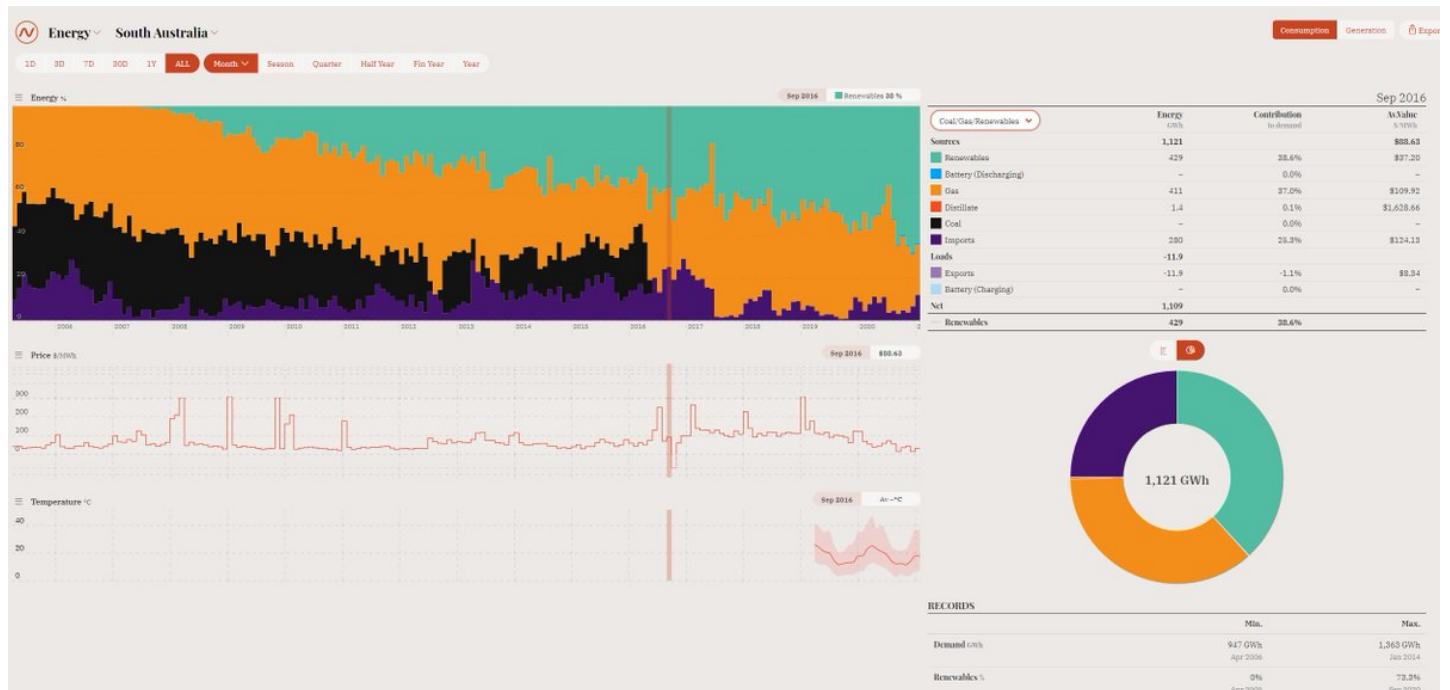 Energy South Australia
Consumption Generation Export
1D 3D 7D 30D 1Y ALL Month Season Quarter Half Year Fin Year Year
Energy % Sep 2016 Renewables 38 %
80
60
40
20
0
2006 2007 2008 2009 2010 2011 2012 2013 2014 2015 2016 2017 2018 2019 2020
Price $/MWh Sep 2016 $88.63
300
200
100
0
Temperature °C Sep 2016 Av –°C
40
20
0
Sep 2016
Coal/Gas/Renewables Energy GWh Contribution to demand Av.Value $/MWh
Sources 1,121 $88.63
Renewables 429 38.6% $37.20
Battery (Discharging) – 0.0% –
Gas 411 37.0% $109.92
Distillate 1.4 0.1% $1,628.66
Coal – 0.0% –
Imports 280 25.3% $124.13
Loads -11.9
Exports -11.9 -1.1% $8.34
Battery (Charging) – 0.0% –
Net 1,109
Renewables 429 38.6%
1,121 GWh
RECORDS
Min. Max.
Demand GWh 947 GWh 1,363 GWh
Apr 2006 Jan 2014
Renewables % 0% 73.3%